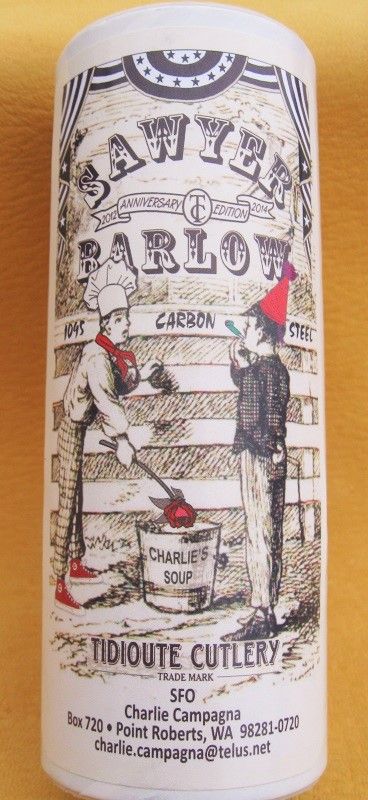 SAWYER
2012 ANNIVERSARY TC EDITION 2014
BARLOW
1095 CARBON STEEL
CHARLIE'S
SOUP
TIDIOUTE CUTLERY
TRADE MARK
SFO
Charlie Campagna
Box 720 • Point Roberts, WA 98281-0720
charlie.campagna@telus.net